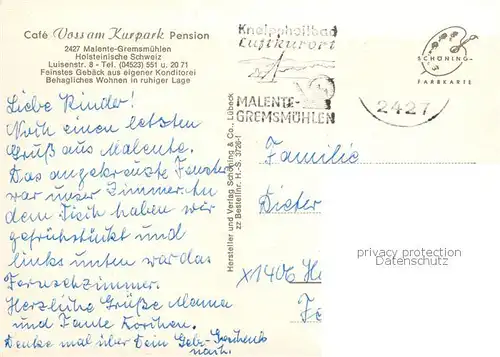 Café Voss am Kurpark Pension
2427 Malente-Gremsmühlen
Holsteinische Schweiz
Luisenstr. 8 - Tel. (04523) 551 u. 20 71
Feinstes Gebäck aus eigener Konditorei
Behagliches Wohnen in ruhiger Lage
Liebe Kinder!
Noch einen letzten
Gruß aus Malente.
Das angekreuzte Fenster
war unser Zimmer. An
dem Tisch haben wir
gefrühstückt und
links unten war das
Fernsehzimmer.
Herzliche Grüße Mama
und Tante Dorchen.
Denke mal über Dein Geb.-Geschenk
nach.
Hersteller und Verlag Schöning & Co., Lübeck
zz Bestellnr. H.-S. 3726-1
Kneippheilbad
Luftkurort
MALENTE-
GREMSMÜHLEN
2427
SCHÖNING-
FARBKARTE
Familie
Dieter
privacy protection
Datenschutz